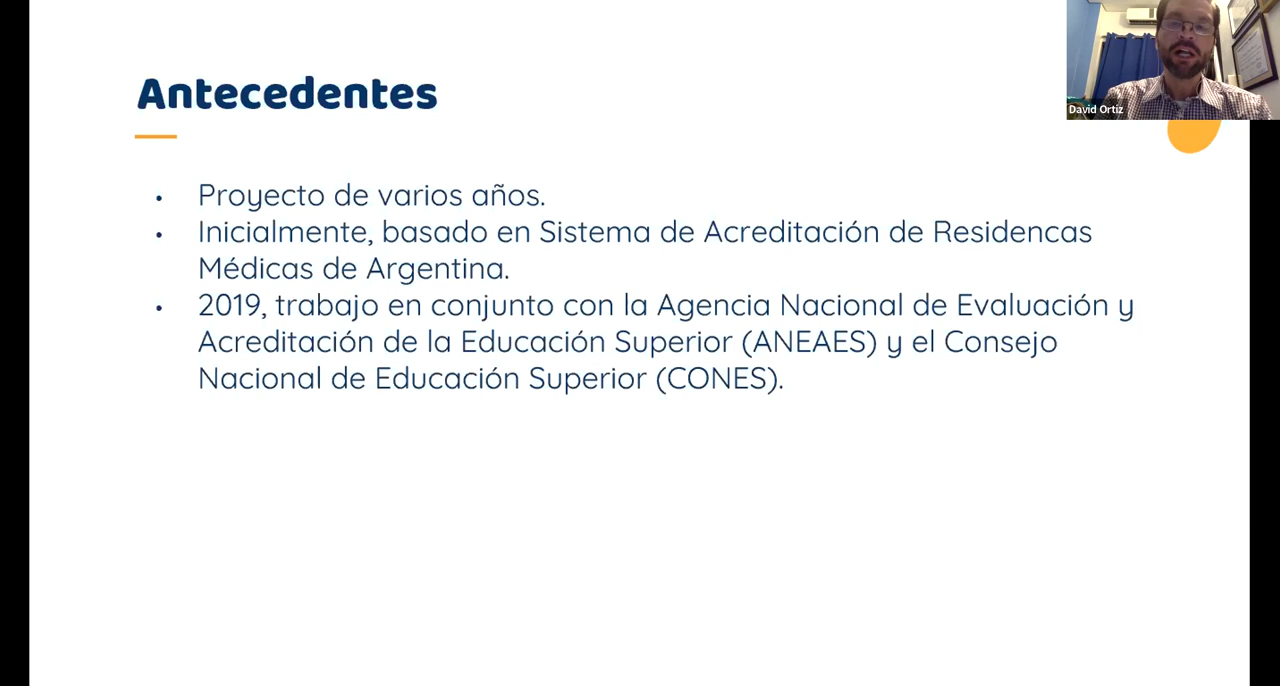 Antecedentes
David Ortiz
• Proyecto de varios años.
• Inicialmente, basado en Sistema de Acreditación de Residencas
Médicas de Argentina.
• 2019, trabajo en conjunto con la Agencia Nacional de Evaluación y
Acreditación de la Educación Superior (ANEAES) y el Consejo
Nacional de Educación Superior (CONES).